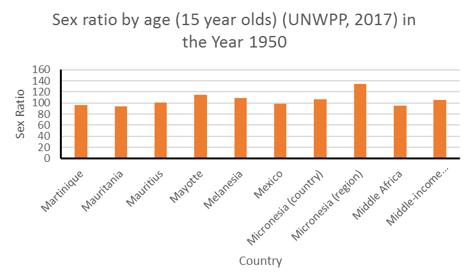 Sex ratio by age (15 year olds) (UNWPP, 2017) in
the Year 1950
160
140
120
100
80
60
40
20
0
Sex Ratio
Martinique
Mauritania
Mauritius
Mayotte
Melanesia
Mexico
Micronesia (country)
Micronesia (region)
Middle Africa
Middle-income...
Country